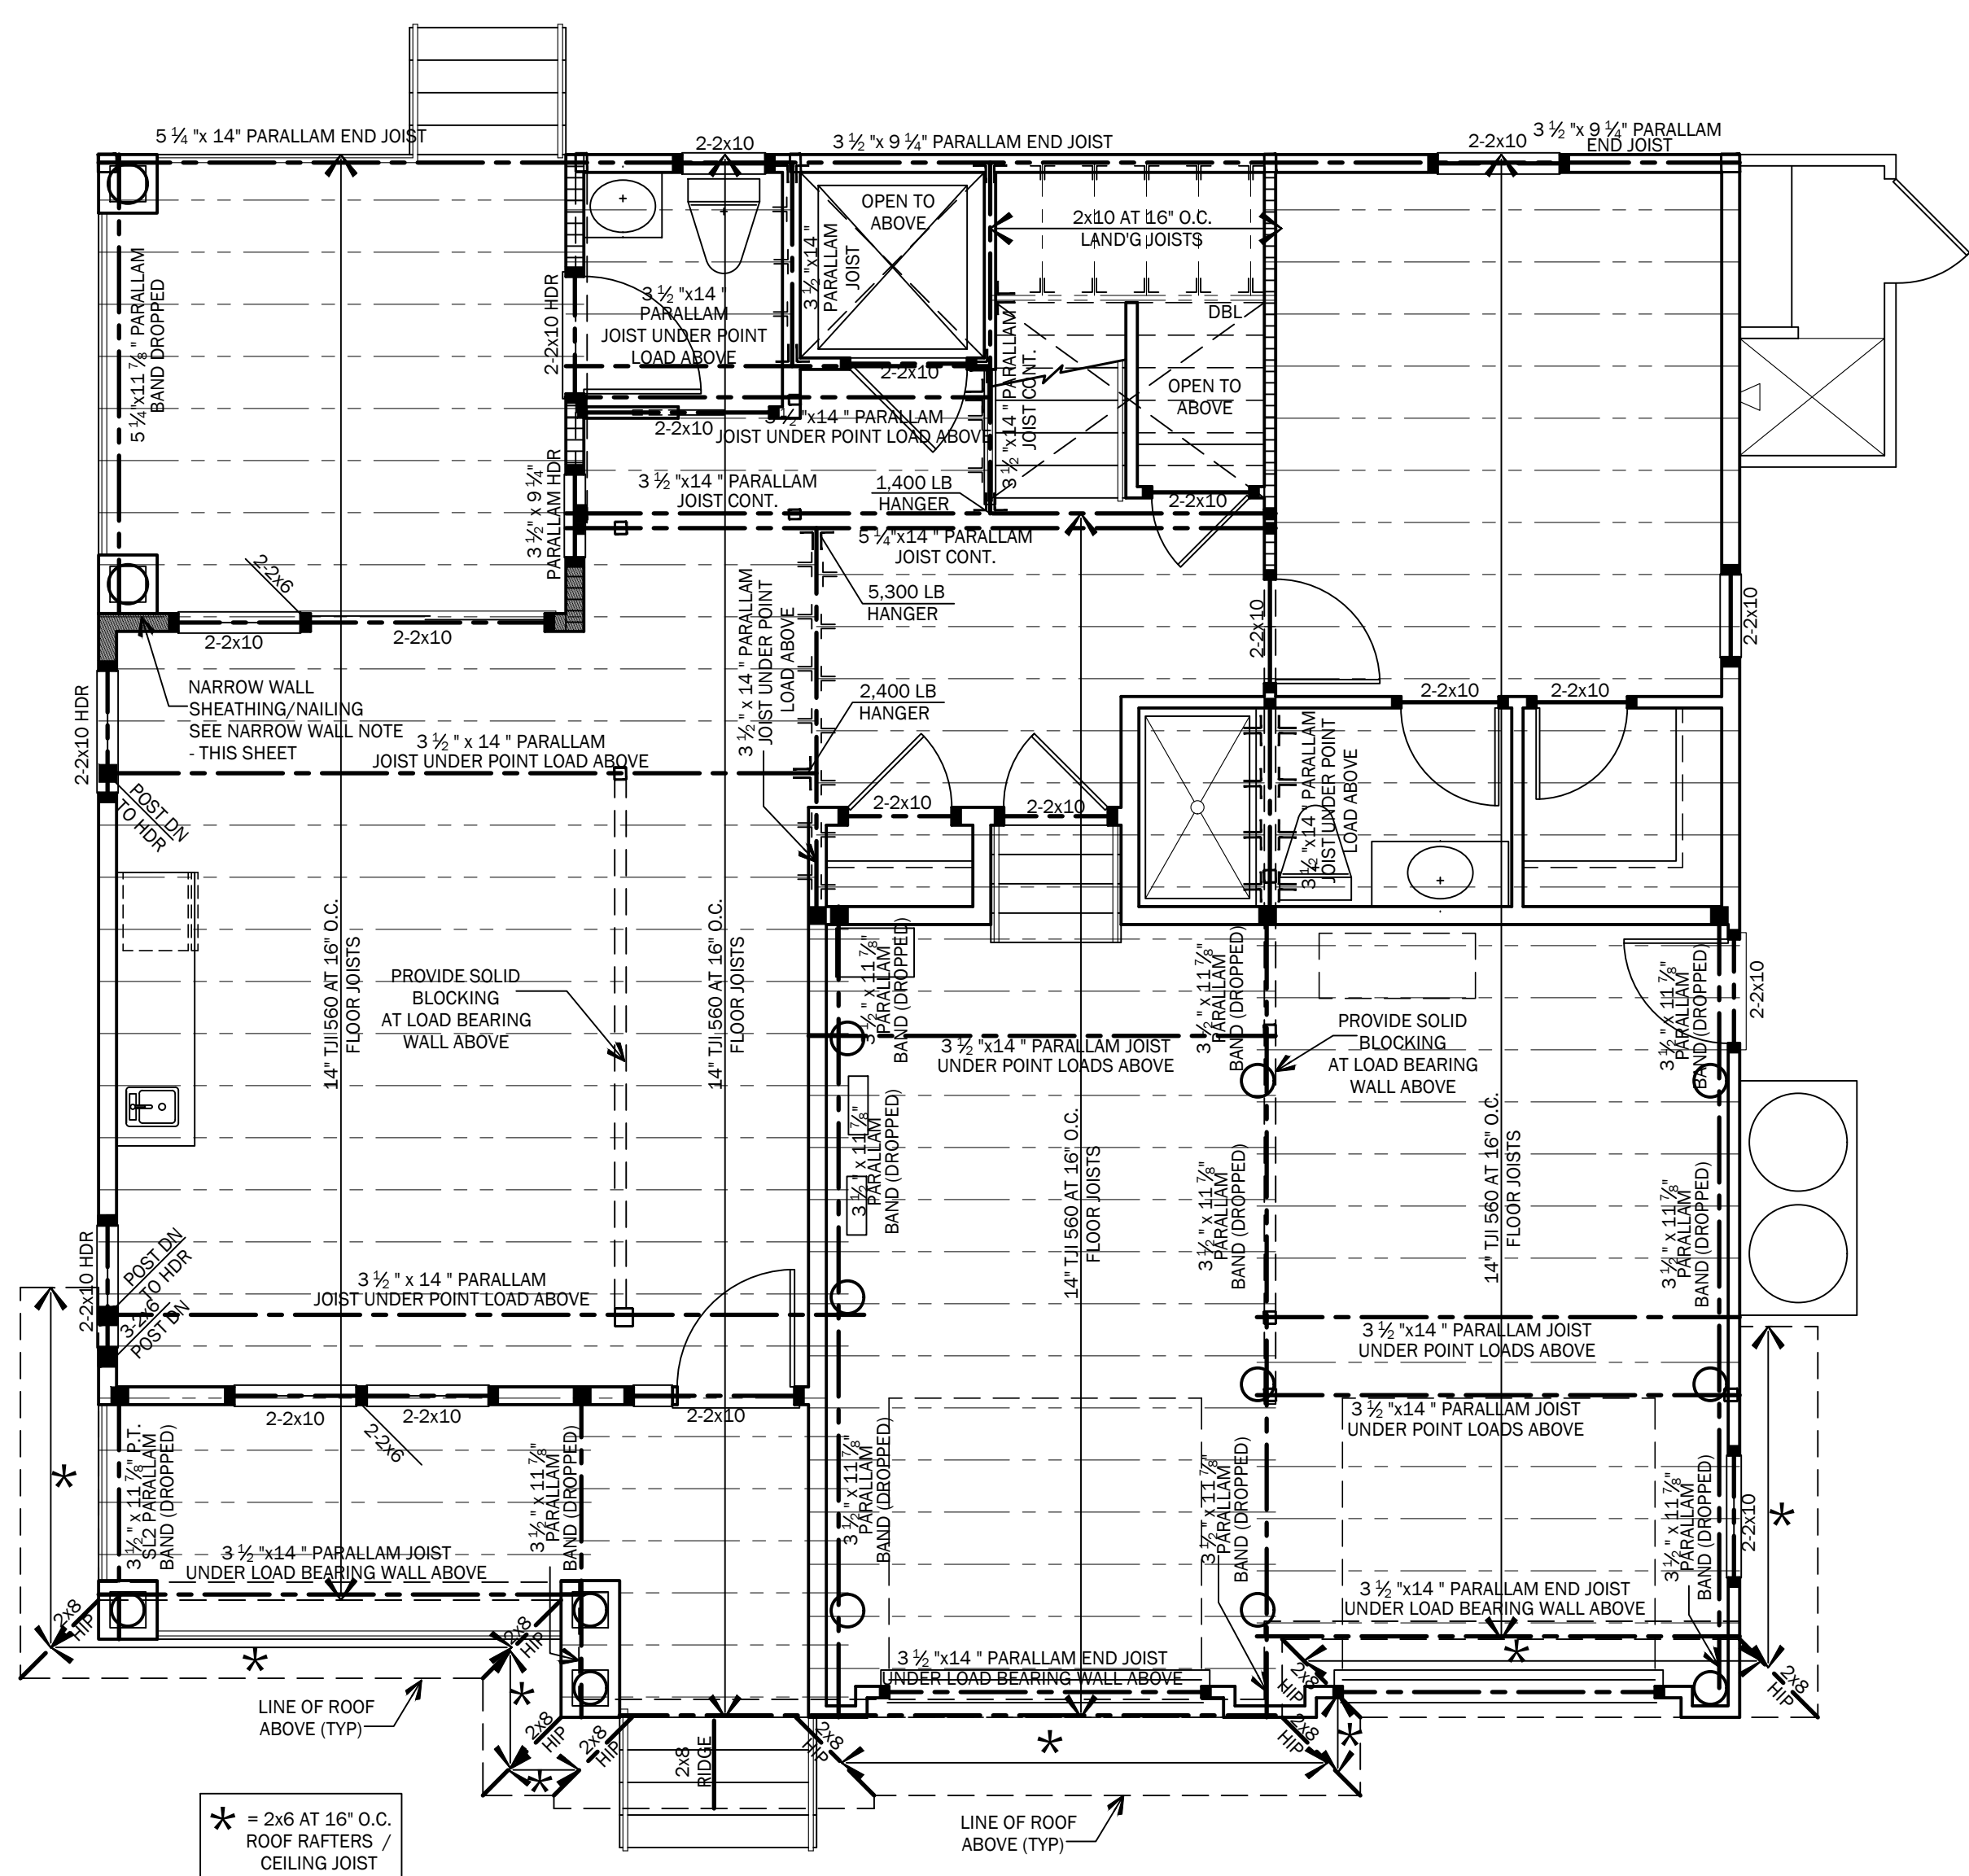 5 ¼ "x 14" PARALLAM END JOIST
2-2x10
3 ½ "x 9 ¼" PARALLAM END JOIST
2-2x10
3 ½ "x 9 ¼" PARALLAM
END JOIST
5 ¼"x11 ⅞ " PARALLAM
BAND DROPPED
2-2x10 HDR
3 ½ "x14 "
PARALLAM
JOIST UNDER POINT
LOAD ABOVE
3 ½ "x14 "
PARALLAM
JOIST
OPEN TO
ABOVE
2x10 AT 16" O.C.
LAND'G JOISTS
DBL
OPEN TO
ABOVE
2-2x10
3 ½ "x14 " PARALLAM
JOIST CONT.
2-2x10
3 ½ "x14 " PARALLAM
JOIST UNDER POINT LOAD ABOVE
3 ½" x 9 ¼"
PARALLAM HDR
3 ½ "x14 " PARALLAM
JOIST CONT.
1,400 LB
HANGER
2-2x10
5 ¼"x14 " PARALLAM
JOIST CONT.
5,300 LB
HANGER
2-2x6
2-2x10
2-2x10
2-2x10
2-2x10
3 ½ " x 14 " PARALLAM
JOIST UNDER POINT
LOAD ABOVE
NARROW WALL
SHEATHING/NAILING
SEE NARROW WALL NOTE
- THIS SHEET
2-2x10 HDR
2,400 LB
HANGER
2-2x10
2-2x10
3 ½ " x 14 " PARALLAM
JOIST UNDER POINT LOAD ABOVE
POST DN
TO HDR
2-2x10
2-2x10
3 ½ "x14 " PARALLAM
JOIST UNDER POINT
LOAD ABOVE
14" TJI 560 AT 16" O.C.
FLOOR JOISTS
PROVIDE SOLID
BLOCKING
AT LOAD BEARING
WALL ABOVE
14" TJI 560 AT 16" O.C.
FLOOR JOISTS
3 ½" x 11 ⅞"
PARALLAM
BAND (DROPPED)
3 ½ "x14 " PARALLAM JOIST
UNDER POINT LOADS ABOVE
3 ½" x 11 ⅞"
PARALLAM
BAND (DROPPED)
PROVIDE SOLID
BLOCKING
AT LOAD BEARING
WALL ABOVE
3 ½" x 11 ⅞"
PARALLAM
BAND (DROPPED)
2-2x10
3 ½" x 11 ⅞"
PARALLAM
BAND (DROPPED)
14" TJI 560 AT 16" O.C.
FLOOR JOISTS
3 ½" x 11 ⅞"
PARALLAM
BAND (DROPPED)
14" TJI 560 AT 16" O.C.
FLOOR JOISTS
3 ½" x 11 ⅞"
PARALLAM
BAND (DROPPED)
2-2x10 HDR
POST DN
TO HDR
3-2x6
POST DN
3 ½ " x 14 " PARALLAM
JOIST UNDER POINT LOAD ABOVE
3 ½ "x14 " PARALLAM JOIST
UNDER POINT LOADS ABOVE
2-2x10
2-2x10
2-2x6
2-2x10
3 ½ "x14 " PARALLAM JOIST
UNDER POINT LOADS ABOVE
3 ½" x 11 ⅞" P.T.
SL2 PARALLAM
BAND (DROPPED)
3 ½" x 11 ⅞"
PARALLAM
BAND (DROPPED)
3 ½" x 11 ⅞"
PARALLAM
BAND (DROPPED)
3 ½" x 11 ⅞"
PARALLAM
BAND (DROPPED)
3 ½" x 11 ⅞"
PARALLAM
BAND (DROPPED)
2-2x10
*
*
3 ½ "x14 " PARALLAM JOIST
UNDER LOAD BEARING WALL ABOVE
3 ½ "x14 " PARALLAM END JOIST
UNDER LOAD BEARING WALL ABOVE
2x8
HIP
*
2x8
HIP
3 ½ "x14 " PARALLAM END JOIST
UNDER LOAD BEARING WALL ABOVE
*
2x8
HIP
2x8
HIP
LINE OF ROOF
ABOVE (TYP)
*
2x8
HIP
2x8
HIP
*
2x8
RIDGE
2x8
HIP
*
2x8
HIP
*
LINE OF ROOF
ABOVE (TYP)
* = 2x6 AT 16" O.C.
ROOF RAFTERS /
CEILING JOIST